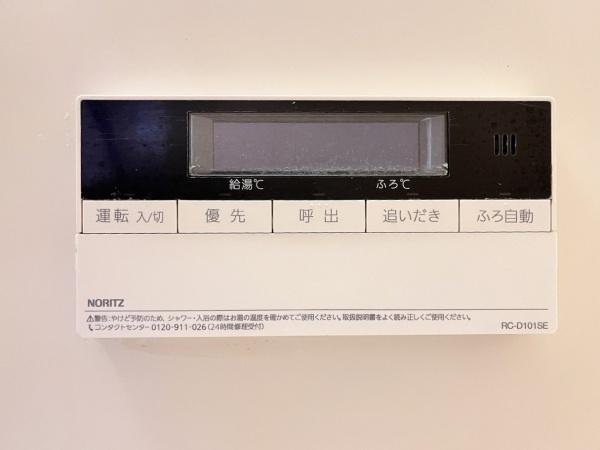 給湯℃ ふろ℃
運転 入/切 優先 呼出 追いだき ふろ自動
NORITZ
⚠警告:やけど予防のため、シャワー・入浴の際はお湯の温度を確かめてご使用ください。取扱説明書をよく読み正しくご使用ください。
コンタクトセンター 0120-911-026 (24時間修理受付) RC-D101SE